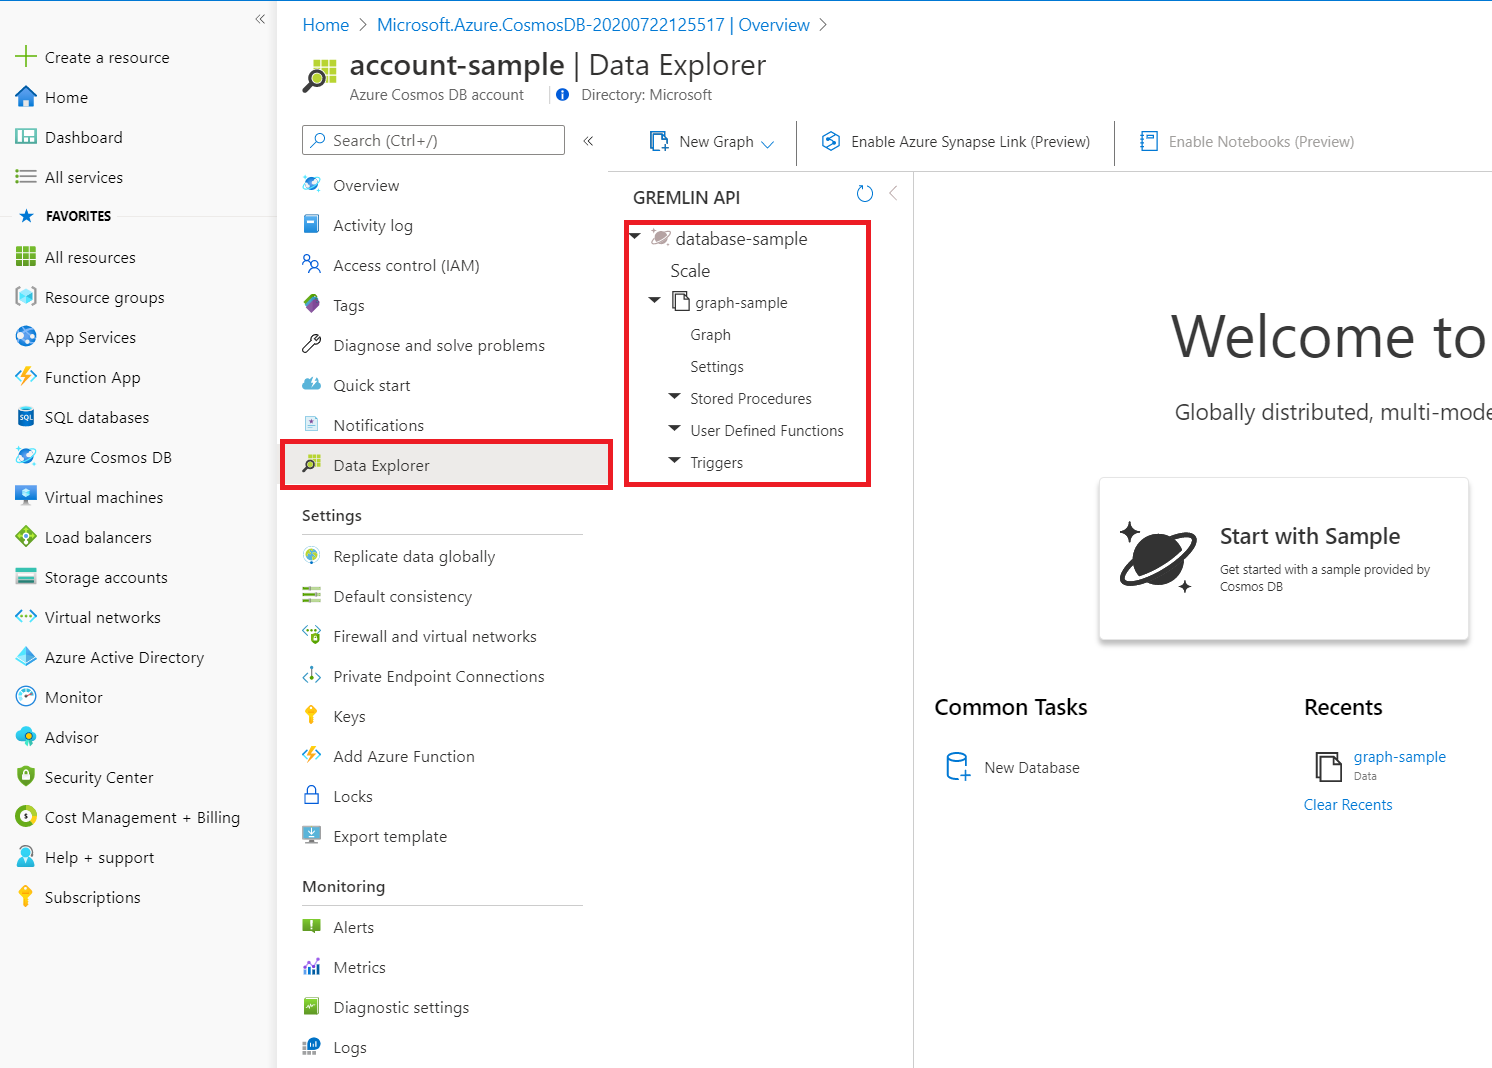 Create a resource
Home
Dashboard
All services
FAVORITES
All resources
Resource groups
App Services
Function App
SQL databases
Azure Cosmos DB
Virtual machines
Load balancers
Storage accounts
Virtual networks
Azure Active Directory
Monitor
Advisor
Security Center
Cost Management + Billing
Help + support
Subscriptions
Home > Microsoft.Azure.CosmosDB-20200722125517 | Overview >
account-sample | Data Explorer
Azure Cosmos DB account
Directory: Microsoft
Search (Ctrl+/)
Overview
Activity log
Access control (IAM)
Tags
Diagnose and solve problems
Quick start
Notifications
Data Explorer
Settings
Replicate data globally
Default consistency
Firewall and virtual networks
Private Endpoint Connections
Keys
Add Azure Function
Locks
Export template
Monitoring
Alerts
Metrics
Diagnostic settings
Logs
New Graph
Enable Azure Synapse Link (Preview)
Enable Notebooks (Preview)
GREMLIN API
database-sample
Scale
graph-sample
Graph
Settings
Stored Procedures
User Defined Functions
Triggers
Welcome to
Globally distributed, multi-mode
Start with Sample
Get started with a sample provided by
Cosmos DB
Common Tasks
New Database
Recents
graph-sample
Data
Clear Recents